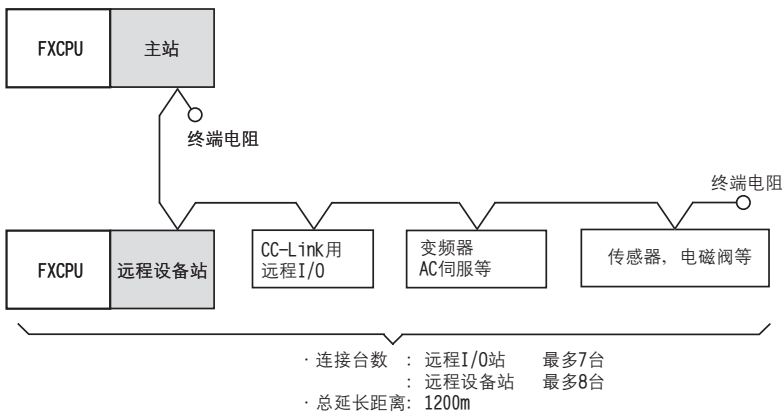 FXCPU 主站
终端电阻
终端电阻
FXCPU 远程设备站
CC-Link用
远程I/O
变频器
AC伺服等
传感器，电磁阀等
·连接台数 : 远程I/O站 最多7台
: 远程设备站 最多8台
·总延长距离: 1200m